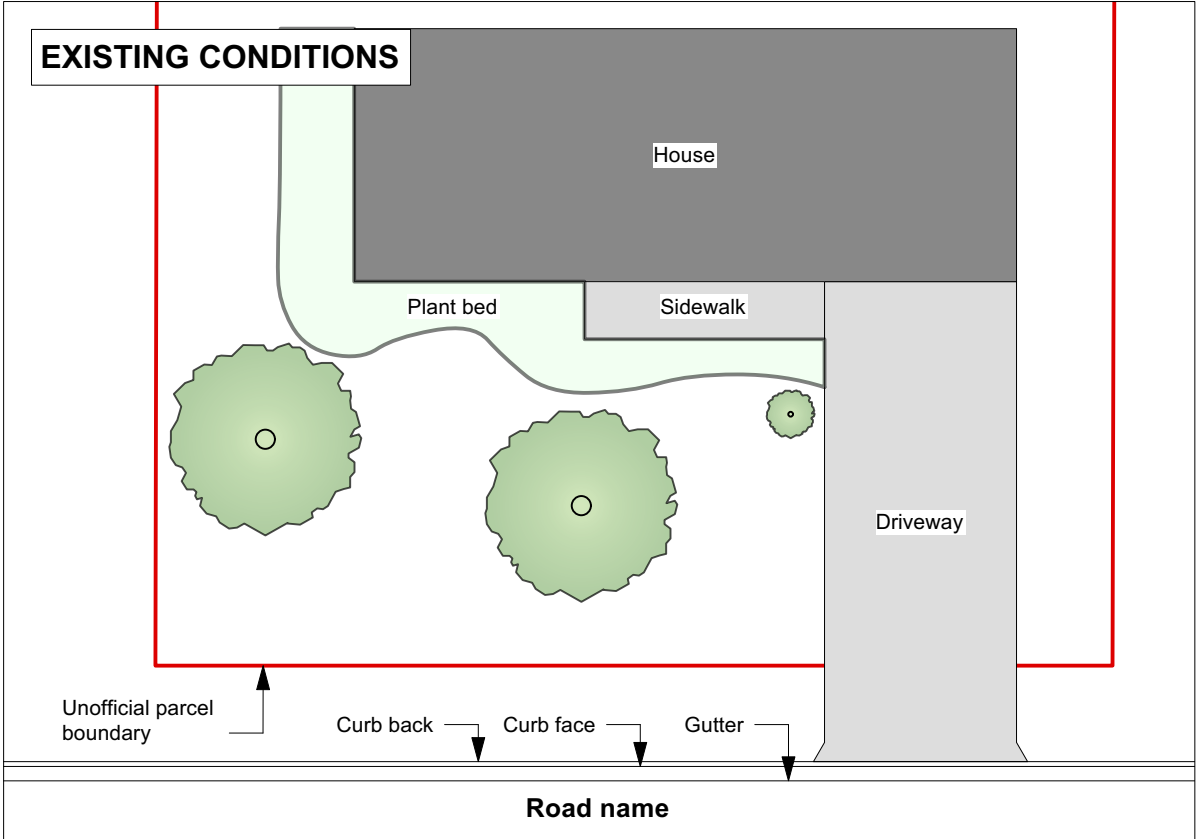 EXISTING CONDITIONS
House
Plant bed
Sidewalk
Driveway
Unofficial parcel
boundary
Curb back
Curb face
Gutter
Road name